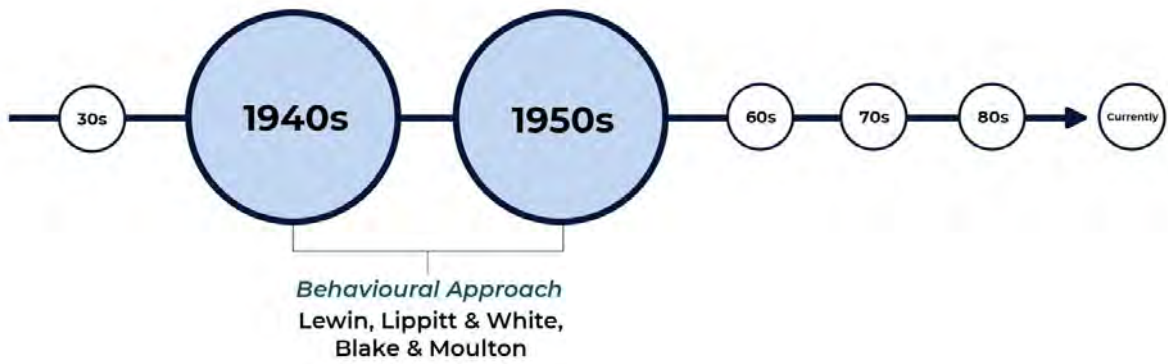 30s
1940s
1950s
60s
70s
80s
Currently
Behavioural Approach
Lewin, Lippitt & White,
Blake & Moulton